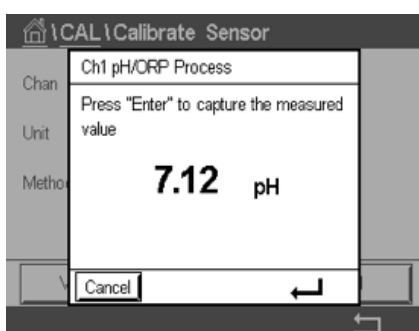 \CAL\Calibrate Sensor
Chan
Unit
Metho
Ch1 pH/ORP Process
Press "Enter" to capture the measured
value
7.12 pH
Cancel